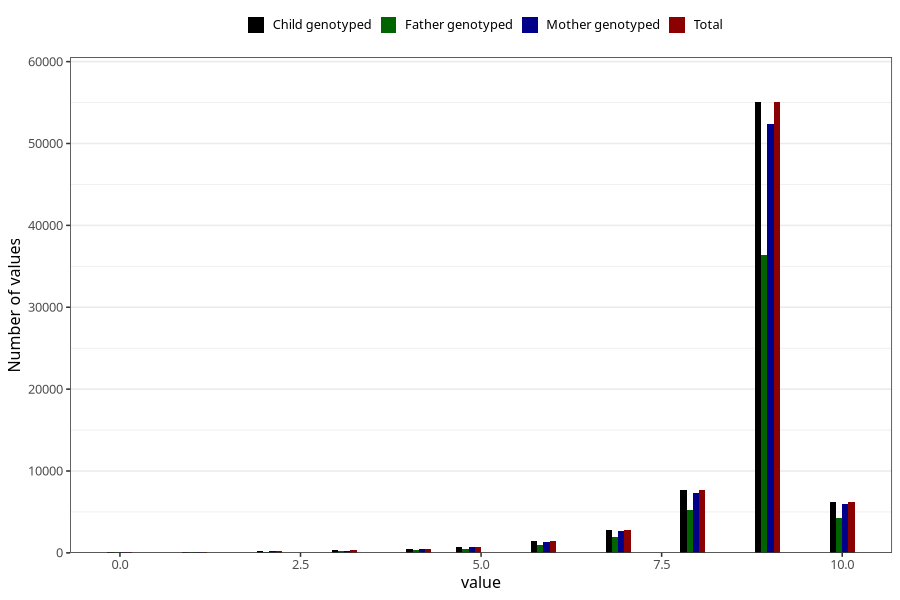 Child genotyped Father genotyped Mother genotyped Total
Number of values
60000
50000
40000
30000
20000
10000
0
0.0 2.5 5.0 7.5 10.0
value